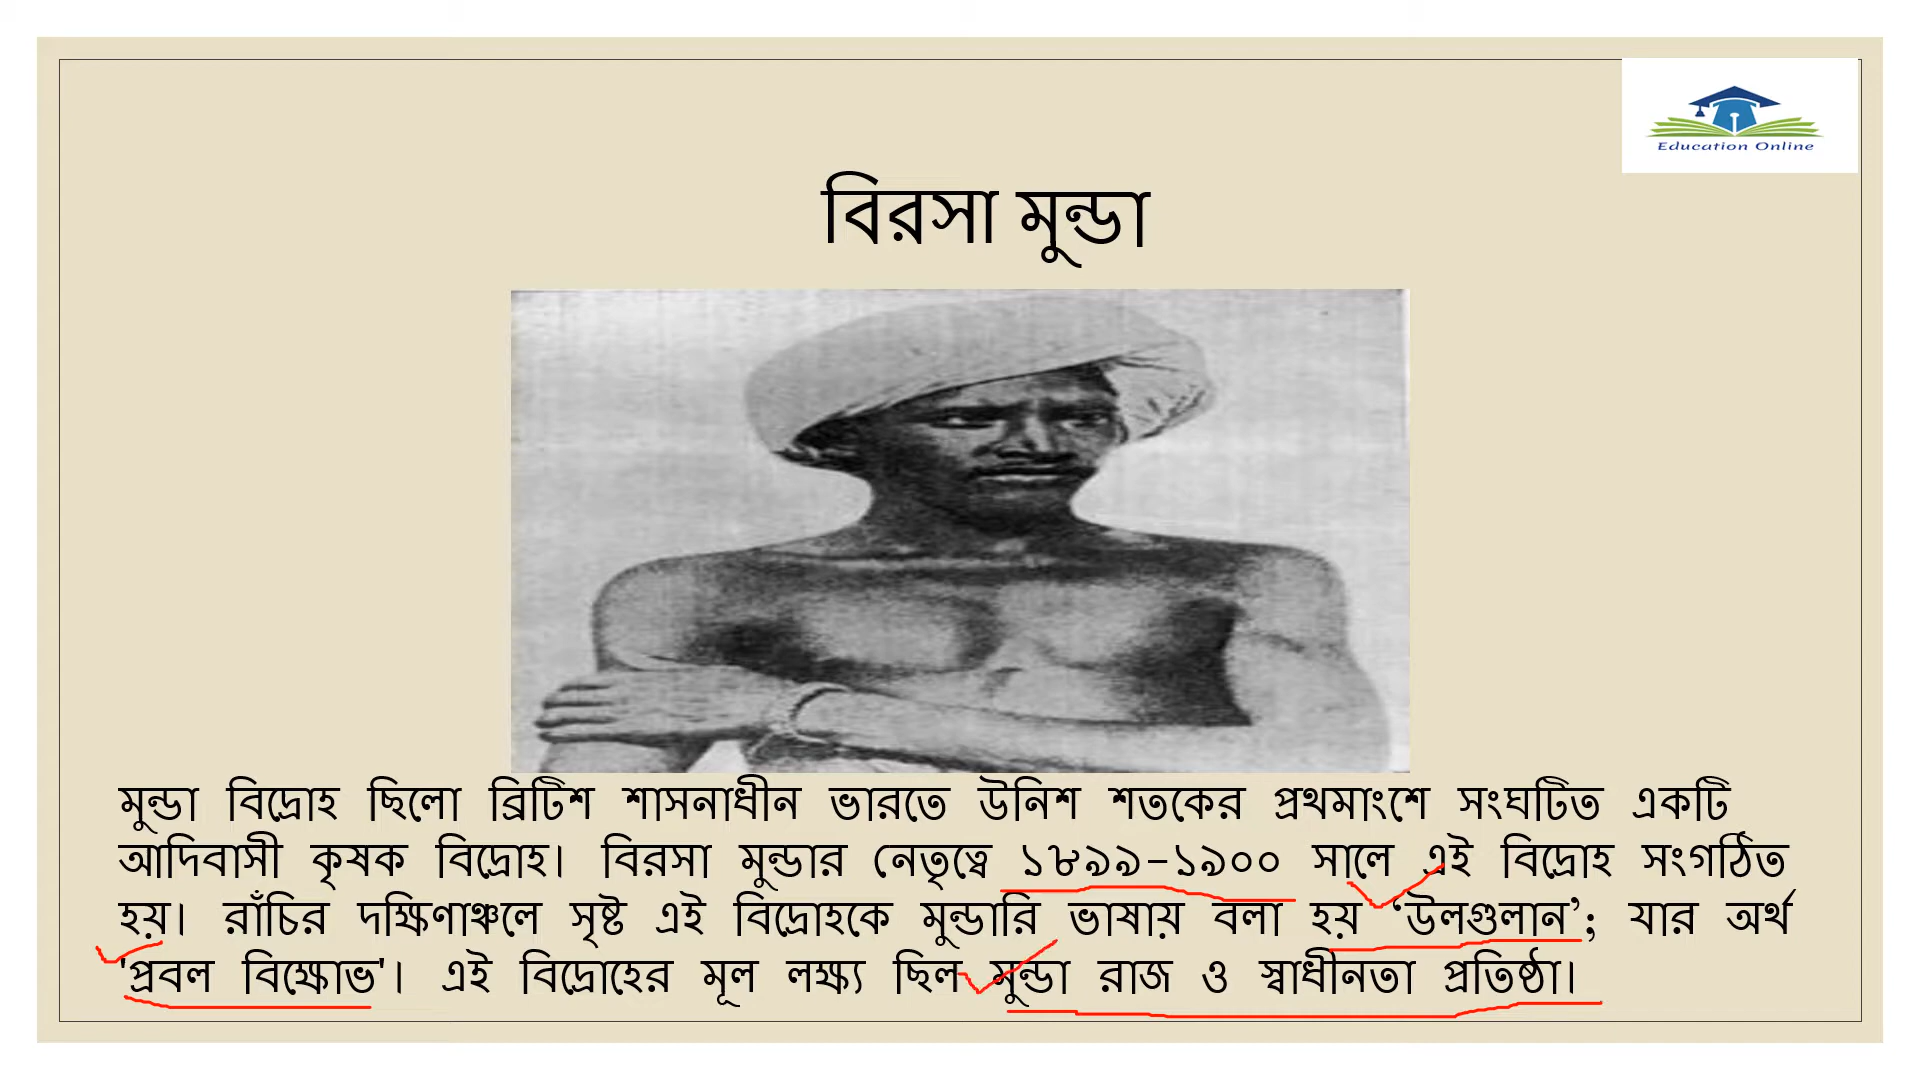 Education Online
বিরসা মুন্ডা
মুন্ডা বিদ্রোহ ছিলো ব্রিটিশ শাসনাধীন ভারতে উনিশ শতকের প্রথমাংশে সংঘটিত একটি
আদিবাসী কৃষক বিদ্রোহ। বিরসা মুন্ডার নেতৃত্বে ১৮৯৯–১৯০০ সালে এই বিদ্রোহ সংগঠিত
হয়। রাঁচির দক্ষিণাঞ্চলে সৃষ্ট এই বিদ্রোহকে মুন্ডারি ভাষায় বলা হয় ‘উলগুলান’; যার অর্থ
'প্রবল বিক্ষোভ'। এই বিদ্রোহের মূল লক্ষ্য ছিল মুন্ডা রাজ ও স্বাধীনতা প্রতিষ্ঠা।